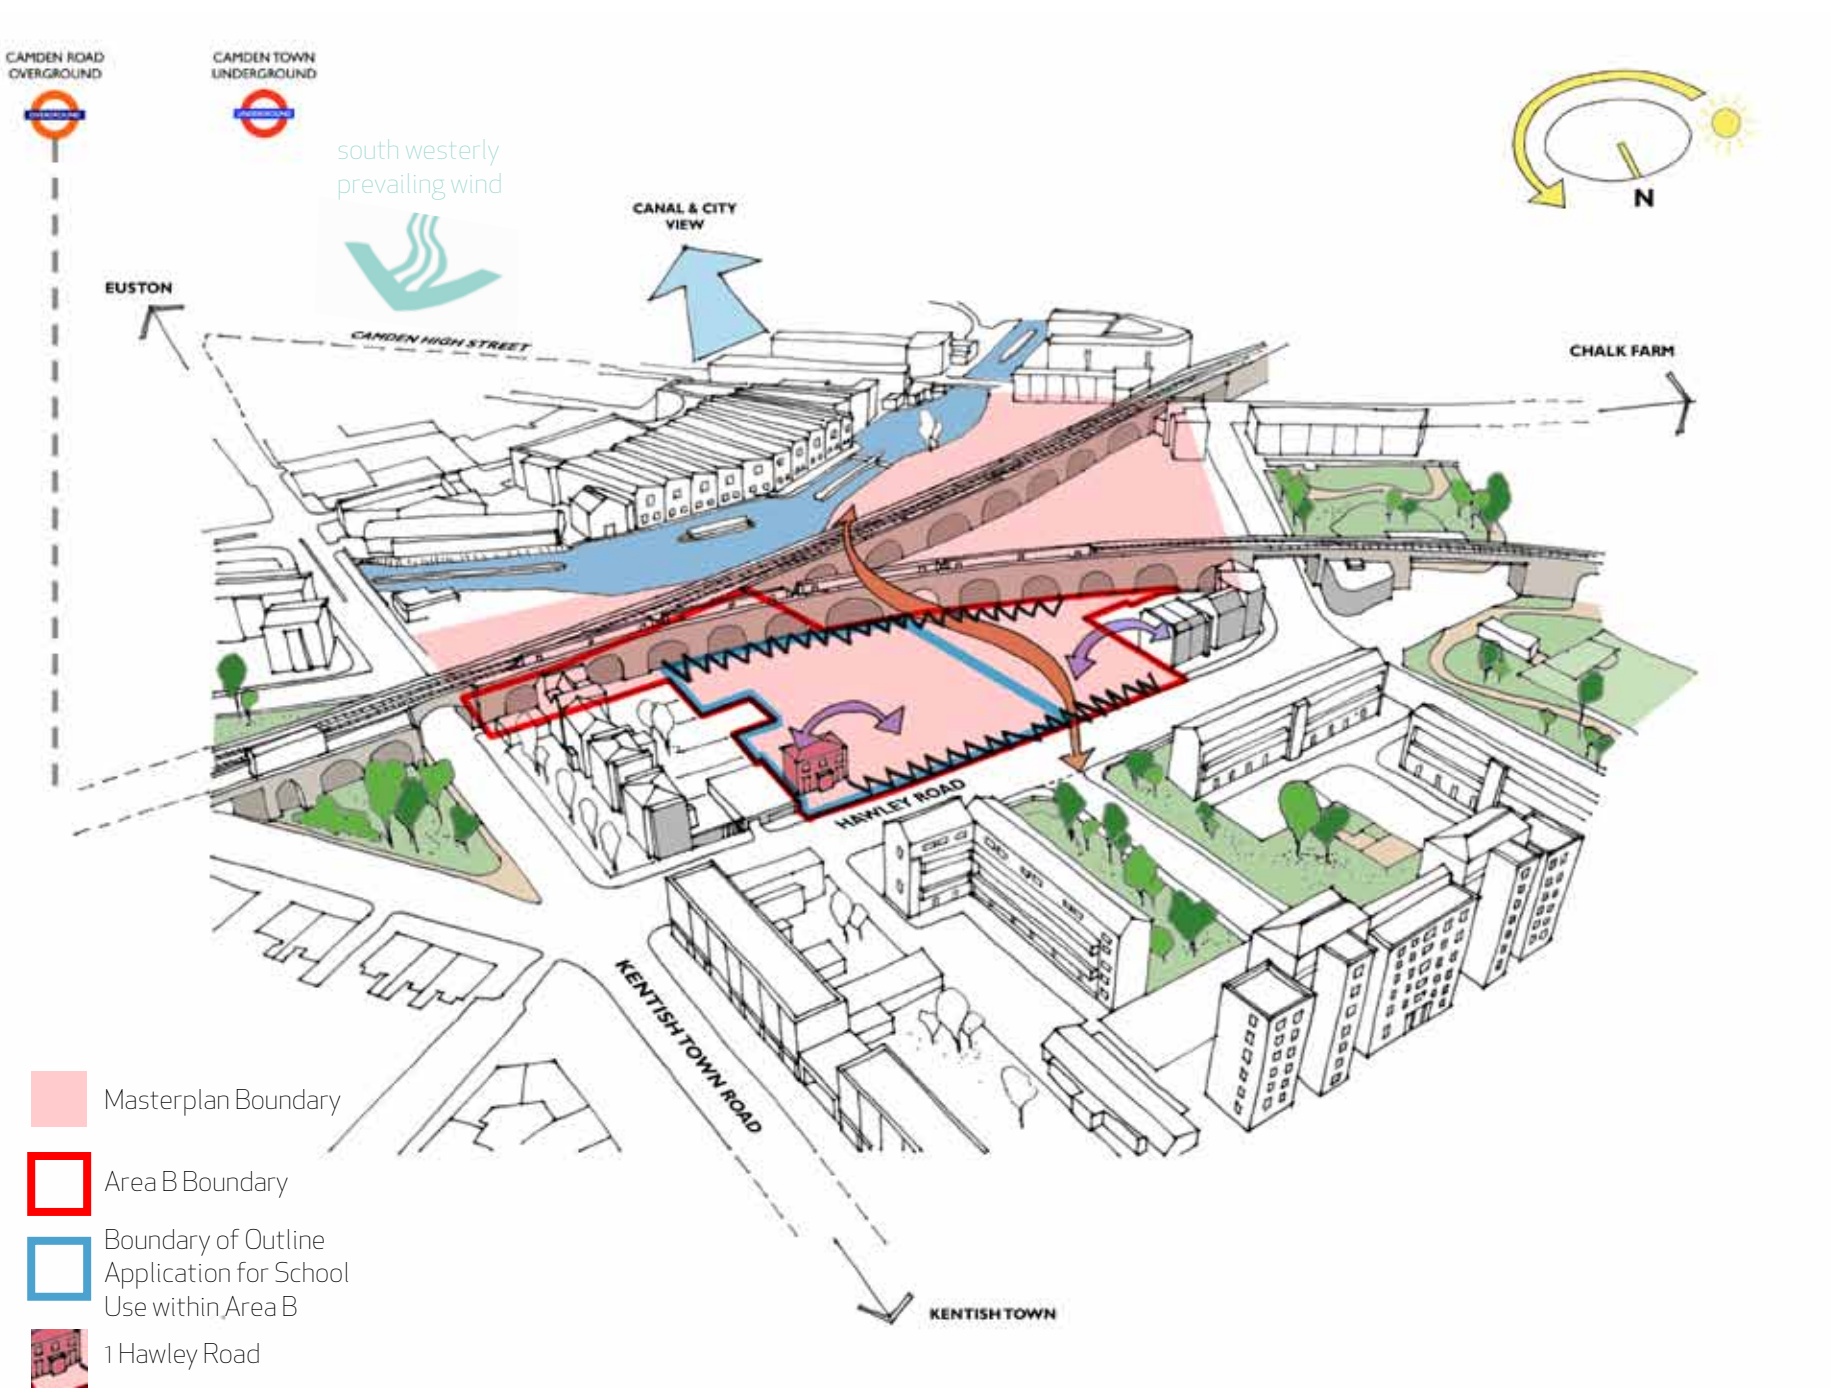 CAMDEN ROAD
OVERGROUND
OVERGROUND
CAMDEN TOWN
UNDERGROUND
UNDERGROUND
south westerly
prevailing wind
CANAL & CITY
VIEW
N
EUSTON
CAMDEN HIGH STREET
CHALK FARM
HAWLEY ROAD
KENTISH TOWN ROAD
KENTISH TOWN
Masterplan Boundary
Area B Boundary
Boundary of Outline
Application for School
Use within Area B
1 Hawley Road